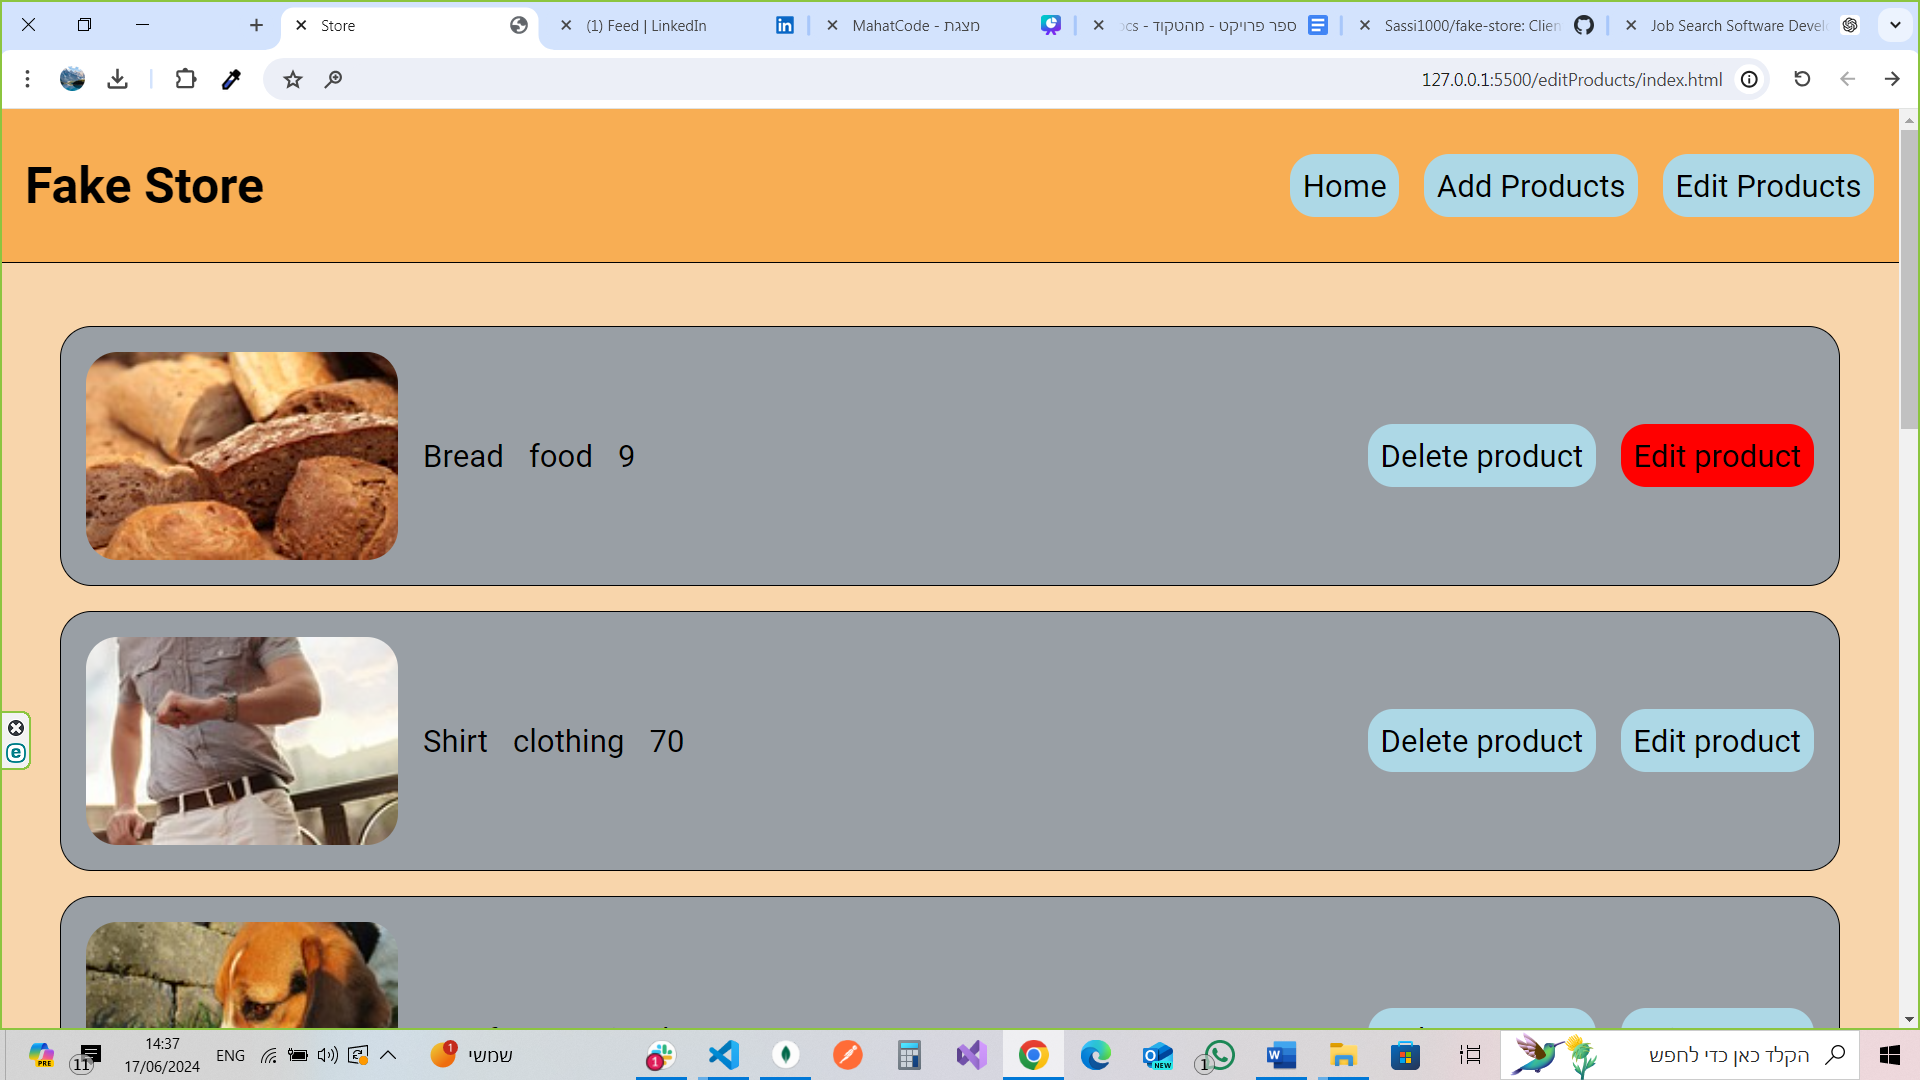 Store
(1) Feed | LinkedIn
MahatCode - מצגת
ספר פרויקט - מהטקוד - ocs
Sassi1000/fake-store: Clien
Job Search Software Devel
127.0.0.1:5500/editProducts/index.html
Fake Store
Home
Add Products
Edit Products
Bread food 9
Delete product
Edit product
Shirt clothing 70
Delete product
Edit product
PRE
11
14:37
17/06/2024
ENG
1
שמשי
1
NEW
1
הקלד כאן כדי לחפש